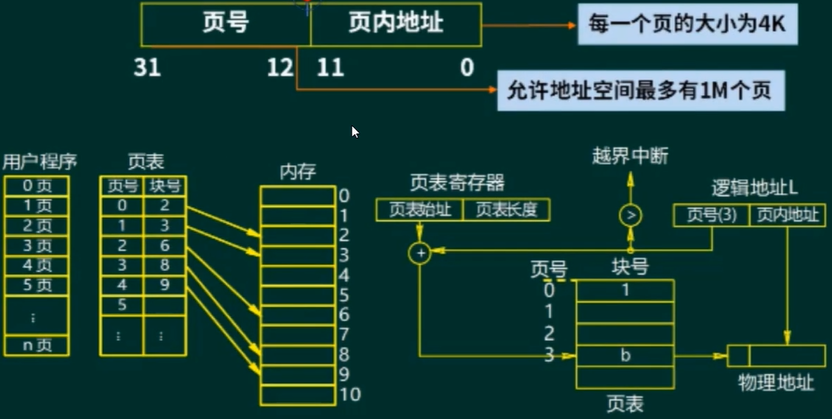 页号 页内地址
每一个页的大小为4K
31 12 11 0
允许地址空间最多有1M个页
用户程序
0页
1页
2页
3页
4页
5页
⋮
n页
页表
页号 块号
0 2
1 3
2 6
3 8
4 9
5
⋮ ⋮
内存
0
1
2
3
4
5
6
7
8
9
10
越界中断
页表寄存器
页表始址 页表长度
逻辑地址L
页号(3) 页内地址
>
+
页号 块号
0 1
1
2
3 b
页表
物理地址